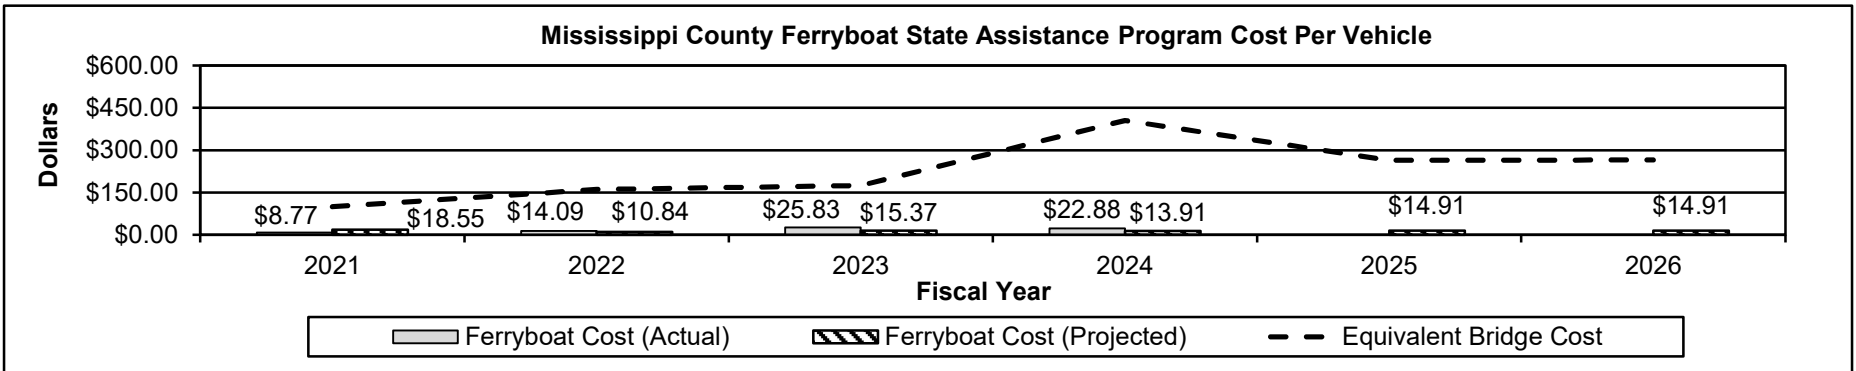 Mississippi County Ferryboat State Assistance Program Cost Per Vehicle
$600.00
$450.00
$300.00
$150.00
$0.00
Dollars
$8.77 $18.55 $14.09 $10.84 $25.83 $15.37 $22.88 $13.91 $14.91 $14.91
2021 2022 2023 2024 2025 2026
Fiscal Year
Ferryboat Cost (Actual) Ferryboat Cost (Projected) Equivalent Bridge Cost